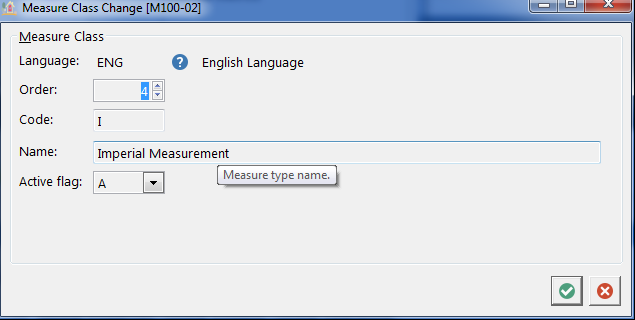 Measure Class Change [M100-02]
Measure Class
Language: ENG ? English Language
Order: 4
Code: I
Name: Imperial Measurement
Measure type name.
Active flag: A